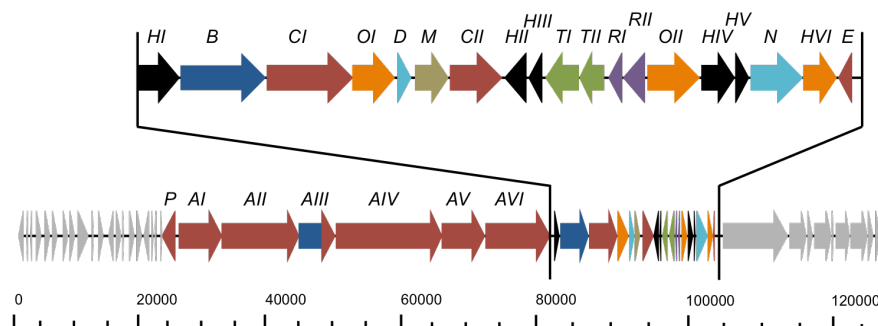 HI B CI OI D M CII HII HIII TI TII RI RII OII HIV HV N HVI E
P AI AII AIII AIV AV AVI
0 20000 40000 60000 80000 100000 120000